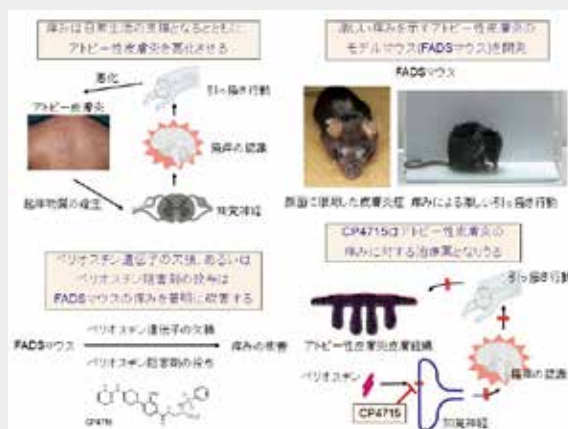 痒みは日常生活の支障となるとともに、
アトピー性皮膚炎を悪化させる
悪化
引っ掻き行動
アトピー皮膚炎
掻痒の認識
起痒物質の産生
知覚神経
激しい痒みを示すアトピー性皮膚炎の
モデルマウス(FADSマウス)を開発
FADSマウス
顔面に限局した皮膚炎症
痒みによる激しい引っ掻き行動
ペリオスチン遺伝子の欠損、あるいは
ペリオスチン阻害剤の投与は
FADSマウスの痒みを著明に改善する
ペリオスチン遺伝子の欠損
FADSマウス
痒みの改善
ペリオスチン阻害剤の投与
CP4715
CP4715はアトピー性皮膚炎の
痒みに対する治療薬となりうる
引っ掻き行動
アトピー性皮膚炎皮膚組織
ペリオスチン
掻痒の認識
CP4715
知覚神経